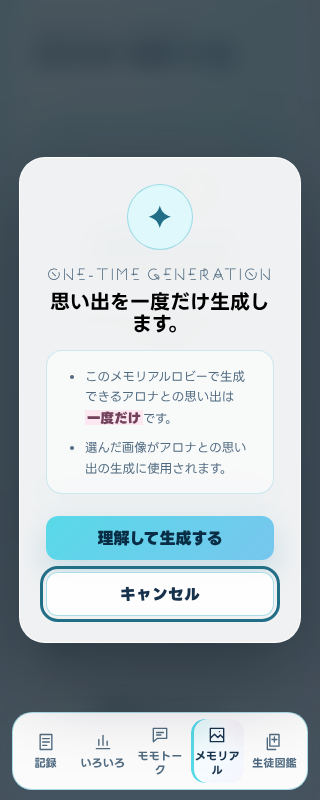 ONE-TIME GENERATION
思い出を一度だけ生成し
ます。
• このメモリアルロビーで生成
できるアロナとの思い出は
一度だけです。
• 選んだ画像がアロナとの思い
出の生成に使用されます。
理解して生成する
キャンセル
記録
いろいろ
モモトー
ク
メモリア
ル
生徒図鑑